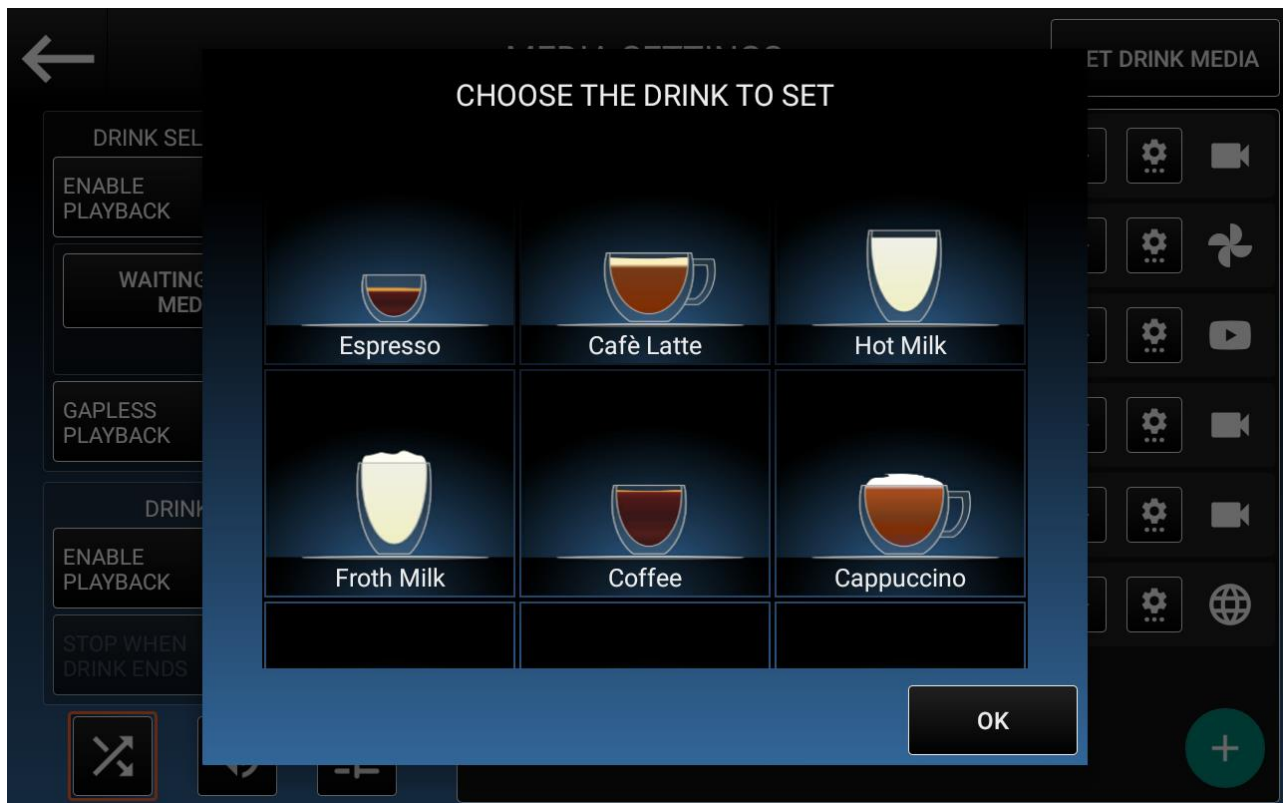 ET DRINK MEDIA
CHOOSE THE DRINK TO SET
DRINK SEL
ENABLE
PLAYBACK
WAITING
MED
Espresso
Cafè Latte
Hot Milk
GAPLESS
PLAYBACK
DRINK
ENABLE
PLAYBACK
Froth Milk
Coffee
Cappuccino
STOP WHEN
DRINK ENDS
OK